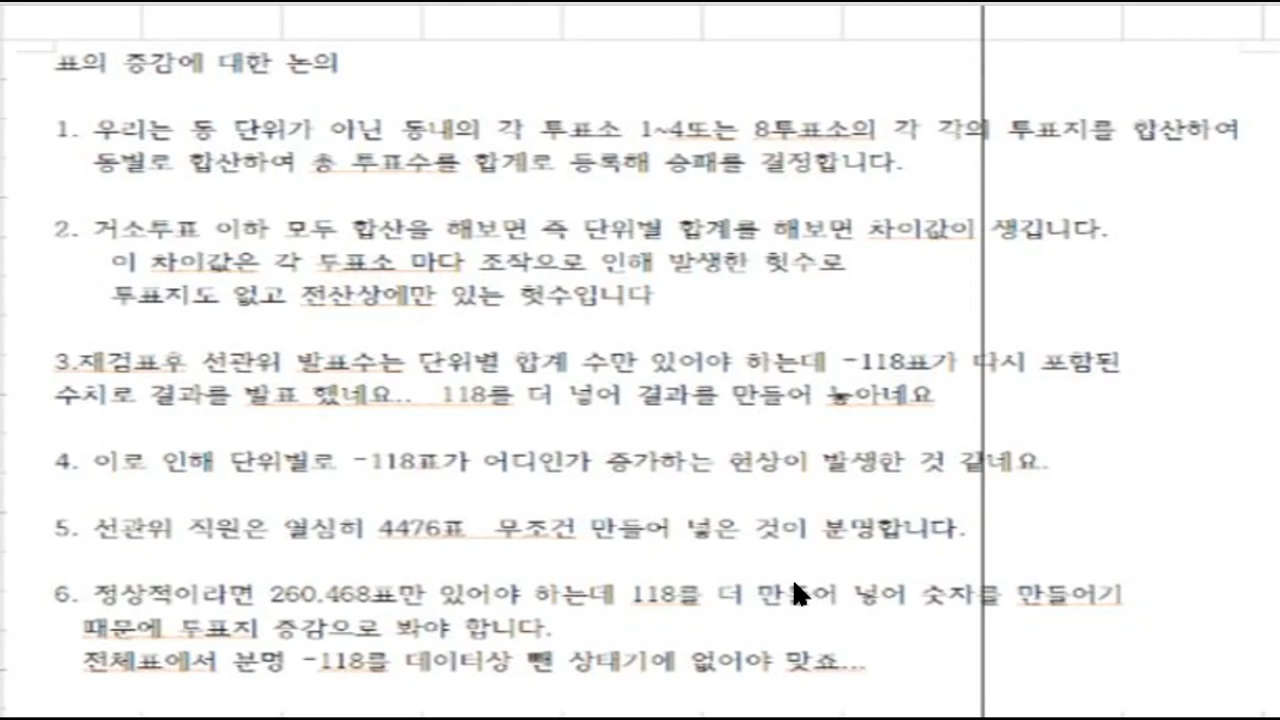 표의 증감에 대한 논의
1. 우리는 동 단위가 아닌 동내의 각 투표소 1~4또는 8투표소의 각 각의 투표지를 합산하여
동별로 합산하여 총 투표수를 합계로 등록해 승패를 결정합니다.
2. 거소투표 이하 모두 합산을 해보면 즉 단위별 합계를 해보면 차이값이 생깁니다.
이 차이값은 각 투표소 마다 조작으로 인해 발생한 헛수로
투표지도 없고 전산상에만 있는 헛수입니다
3.재검표후 선관위 발표수는 단위별 합계 수만 있어야 하는데 -118표가 다시 포함된
수치로 결과를 발표 했네요.. 118를 더 넣어 결과를 만들어 놓아네요
4. 이로 인해 단위별로 -118표가 어디인가 증가하는 현상이 발생한 것 같네요.
5. 선관위 직원은 열심히 4476표 무조건 만들어 넣은 것이 분명합니다.
6. 정상적이라면 260.468표만 있어야 하는데 118를 더 만들어 넣어 숫자를 만들어기
때문에 투표지 증감으로 봐야 합니다.
전체표에서 분명 -118를 데이터상 뺀 상태기에 없어야 맞죠...